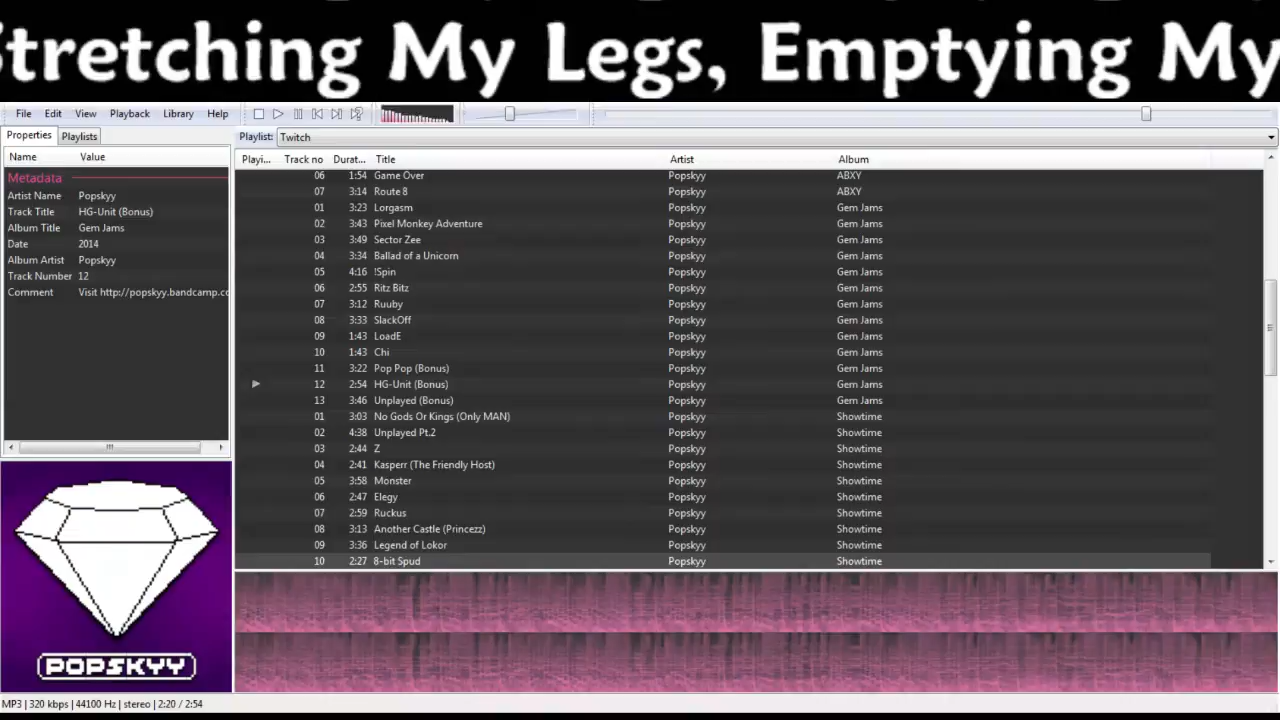 Stretching My Legs, Emptying My
File Edit View Playback Library Help
Properties Playlists
Playlist: Twitch
Name Value
Metadata
Artist Name Popskyy
Track Title HG-Unit (Bonus)
Album Title Gem Jams
Date 2014
Album Artist Popskyy
Track Number 12
Comment Visit http://popskyy.bandcamp.co
Playi... Track no Durat... Title Artist Album
06 1:54 Game Over Popskyy ABXY
07 3:14 Route 8 Popskyy ABXY
01 3:23 Lorgasm Popskyy Gem Jams
02 3:43 Pixel Monkey Adventure Popskyy Gem Jams
03 3:49 Sector Zee Popskyy Gem Jams
04 3:34 Ballad of a Unicorn Popskyy Gem Jams
05 4:16 !Spin Popskyy Gem Jams
06 2:55 Ritz Bitz Popskyy Gem Jams
07 3:12 Ruuby Popskyy Gem Jams
08 3:33 SlackOff Popskyy Gem Jams
09 1:43 LoadE Popskyy Gem Jams
10 1:43 Chi Popskyy Gem Jams
11 3:22 Pop Pop (Bonus) Popskyy Gem Jams
12 2:54 HG-Unit (Bonus) Popskyy Gem Jams
13 3:46 Unplayed (Bonus) Popskyy Gem Jams
01 3:03 No Gods Or Kings (Only MAN) Popskyy Showtime
02 4:38 Unplayed Pt.2 Popskyy Showtime
03 2:44 Z Popskyy Showtime
04 2:41 Kasperr (The Friendly Host) Popskyy Showtime
05 3:58 Monster Popskyy Showtime
06 2:47 Elegy Popskyy Showtime
07 2:59 Ruckus Popskyy Showtime
08 3:13 Another Castle (Princezz) Popskyy Showtime
09 3:36 Legend of Lokor Popskyy Showtime
10 2:27 8-bit Spud Popskyy Showtime
POPSKYY
MP3 | 320 kbps | 44100 Hz | stereo | 2:20 / 2:54